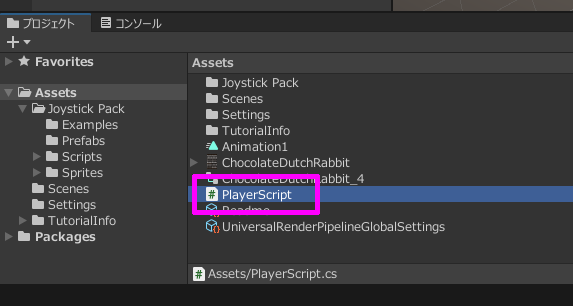 プロジェクト
コンソール
Favorites
Assets
Joystick Pack
Examples
Prefabs
Scripts
Sprites
Scenes
Settings
TutorialInfo
Packages
Assets
Joystick Pack
Scenes
Settings
TutorialInfo
Animation1
ChocolateDutchRabbit
ChocolateDutchRabbit_4
PlayerScript
Readme
UniversalRenderPipelineGlobalSettings
Assets/PlayerScript.cs